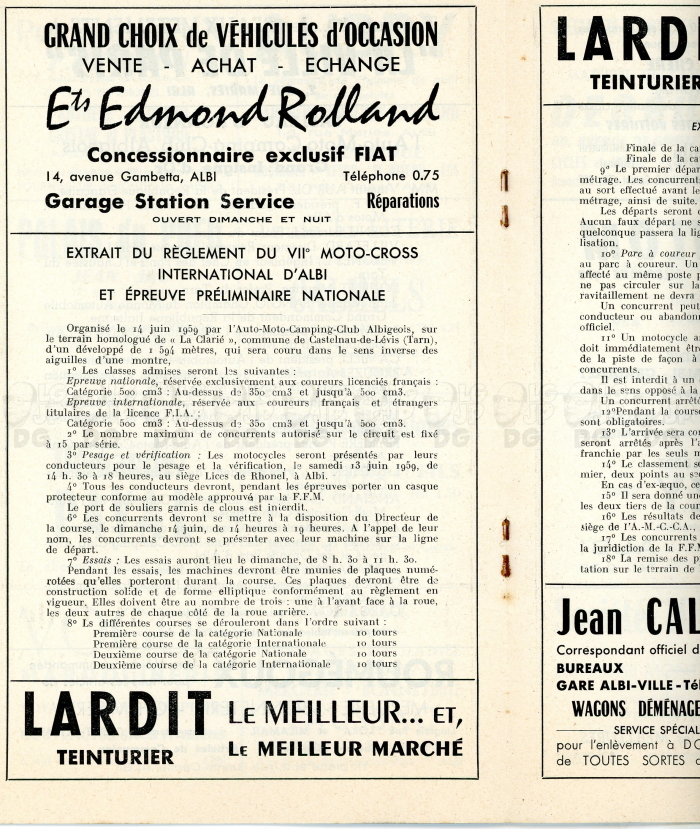 GRAND CHOIX de VÉHICULES d'OCCASION
VENTE - ACHAT - ECHANGE
Ets Edmond Rolland
Concessionnaire exclusif FIAT
14, avenue Gambetta, ALBI Téléphone 0.75
Garage Station Service Réparations
OUVERT DIMANCHE ET NUIT
EXTRAIT DU RÈGLEMENT DU VIIe MOTO-CROSS
INTERNATIONAL D'ALBI
ET ÉPREUVE PRÉLIMINAIRE NATIONALE
Organisé le 14 juin 1959 par l'Auto-Moto-Camping-Club Albigeois, sur
le terrain homologué de « La Clarié », commune de Castelnau-de-Lévis (Tarn),
d'un développé de 1 594 mètres, qui sera couru dans le sens inverse des
aiguilles d'une montre,
1° Les classes admises seront les suivantes :
Epreuve nationale, réservée exclusivement aux coureurs licenciés français :
Catégorie 500 cm3 : Au-dessus de 350 cm3 et jusqu'à 500 cm3.
Epreuve internationale, réservée aux coureurs français et étrangers
titulaires de la licence F.I.A. :
Catégorie 500 cm3 : Au-dessus de 350 cm3 et jusqu'à 500 cm3.
2° Le nombre maximum de concurrents autorisé sur le circuit est fixé
à 15 par série.
3° Pesage et vérification : Les motocycles seront présentés par leurs
conducteurs pour le pesage et la vérification, le samedi 13 juin 1959, de
14 h. 30 à 18 heures, au siège Lices de Rhonel, à Albi.
4° Tous les conducteurs devront, pendant les épreuves porter un casque
protecteur conforme au modèle approuvé par la F.F.M.
Le port de souliers garnis de clous est interdit.
6° Les concurrents devront se mettre à la disposition du Directeur de
la course, le dimanche 14 juin, de 14 heures à 19 heures. A l'appel de leur
nom, les concurrents devront se présenter avec leur machine sur la ligne
de départ.
7° Essais : Les essais auront lieu le dimanche, de 8 h. 30 à 11 h. 30.
Pendant les essais, les machines devront être munies de plaques numé-
rotées qu'elles porteront durant la course. Ces plaques devront être de
construction solide et de forme elliptique conformément au règlement en
vigueur. Elles doivent être au nombre de trois : une à l'avant face à la roue,
les deux autres de chaque côté de la roue arrière.
8° Ls différentes courses se dérouleront dans l'ordre suivant :
Première course de la catégorie Nationale 10 tours
Première course de la catégorie Internationale 10 tours
Deuxième course de la catégorie Nationale 10 tours
Deuxième course de la catégorie Internationale 10 tours
LARDIT LE MEILLEUR... ET,
TEINTURIER LE MEILLEUR MARCHÉ
LARDI
TEINTURIER
EX
Finale de la ca
Finale de la ca
9° Le premier dépar
métrage. Les concurrent
au sort effectué avant le
métrage, ainsi de suite.
Les départs seront d
Aucun faux départ ne s
quelconque passera la lig
lisation.
10° Parc à coureur
au parc à coureur. Un
affecté au même poste p
ne pas circuler sur la
ravitaillement ne devra
Un concurrent peut
conducteur ou abandon
officiel.
11° Un motocycle a
doit immédiatement êtr
de la piste de façon à
concurrents.
Il est interdit à un
dans le sens opposé à la
Un concurrent arrêt
12°Pendant la cours
sont obligatoires.
13° L'arrivée sera co
seront arrêtés après l'
franchie par les seuls m
14° Le classement s
mier, deux points au se
En cas d'ex-æquo, ce
15° Il sera donné un
les deux tiers de la cour
16° Les résultats de
siège de l'A.-M.-C.-C.A.,
17° Les concurrents
la juridiction de la F.F.M
18° La remise des p
tation sur le terrain de
Jean CAL
Correspondant officiel d
BUREAUX
GARE ALBI-VILLE - Té
WAGONS DÉMÉNAGE
SERVICE SPÉCIAL
pour l'enlèvement à DO
de TOUTES SORTES d